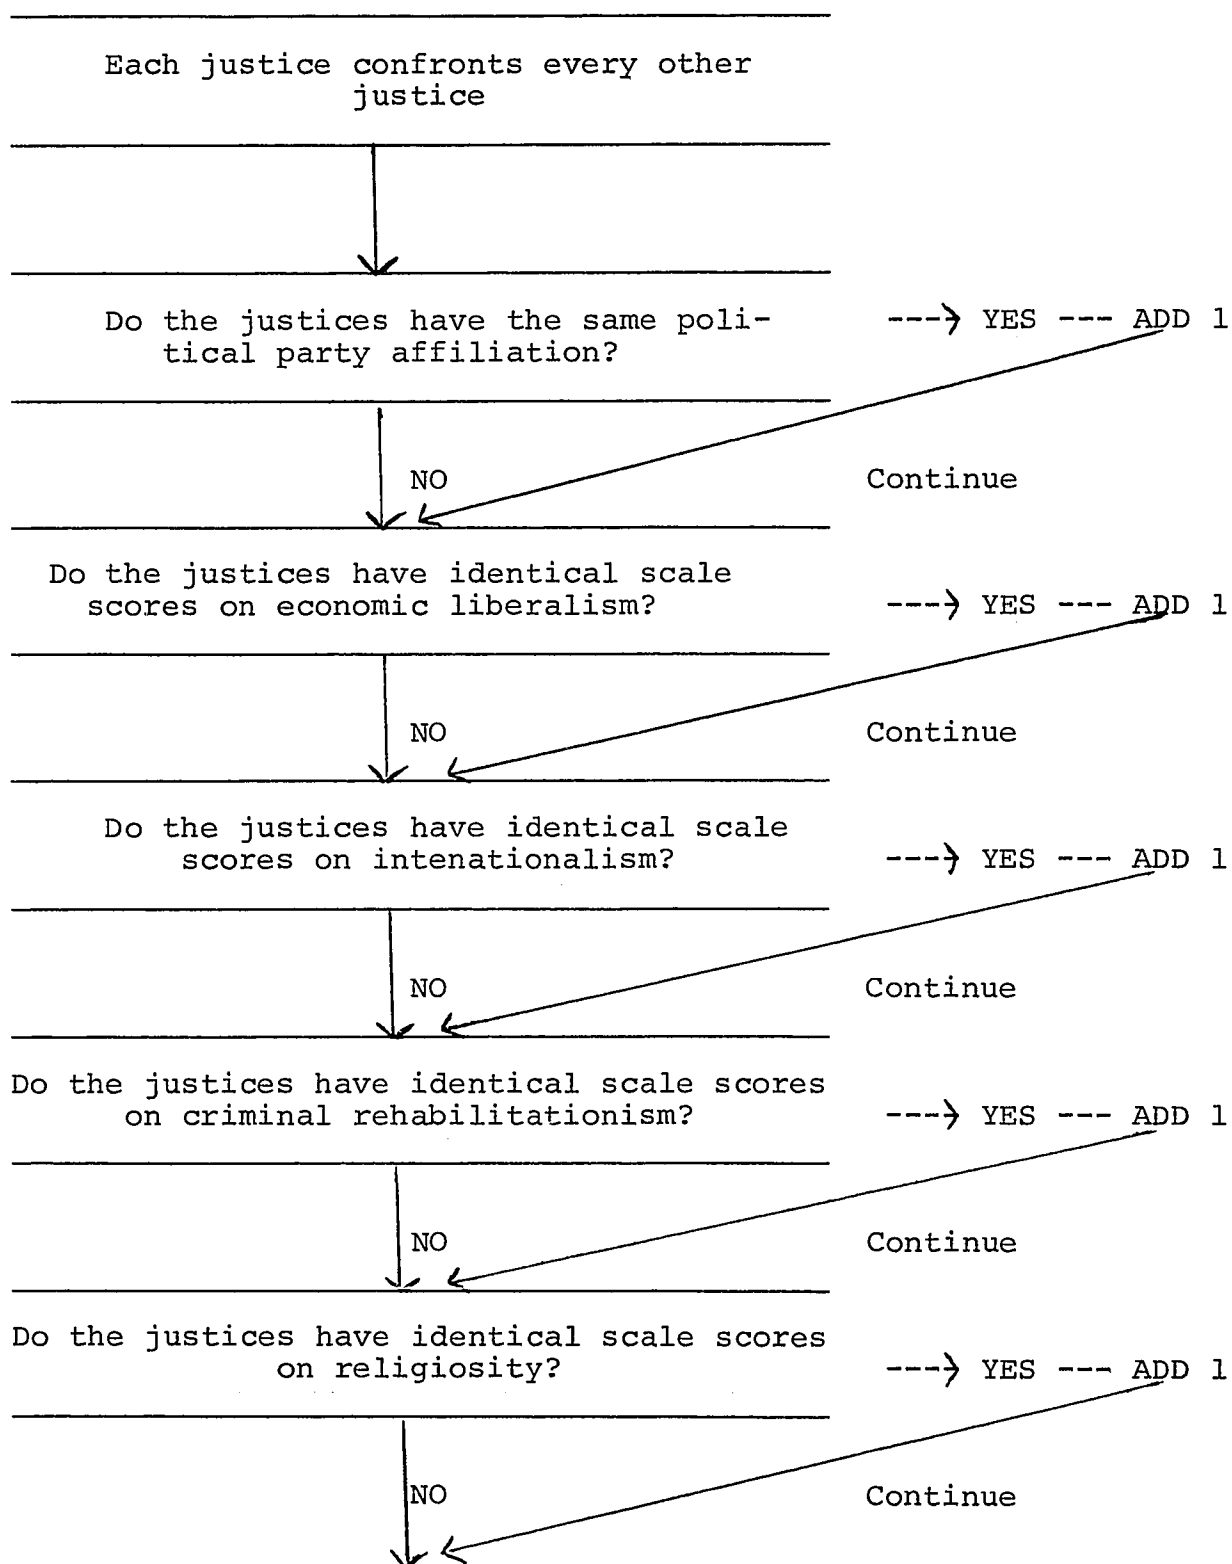 Each justice confronts every other
justice
Do the justices have the same poli-
tical party affiliation?
---> YES --- ADD 1
NO
Continue
Do the justices have identical scale
scores on economic liberalism?
---> YES --- ADD 1
NO
Continue
Do the justices have identical scale
scores on intenationalism?
---> YES --- ADD 1
NO
Continue
Do the justices have identical scale scores
on criminal rehabilitationism?
---> YES --- ADD 1
NO
Continue
Do the justices have identical scale scores
on religiosity?
---> YES --- ADD 1
NO
Continue